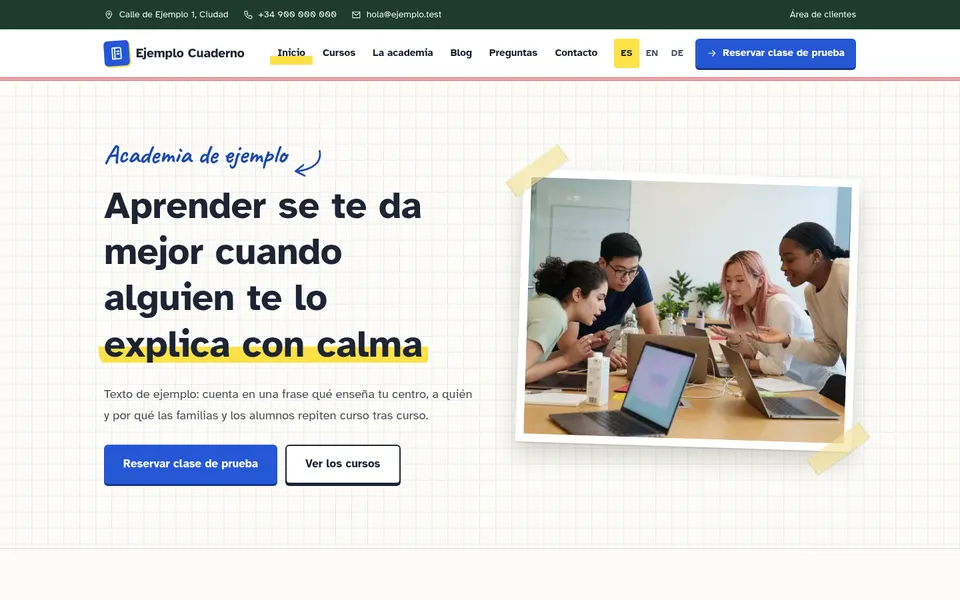 Calle de Ejemplo 1, Ciudad
+34 900 000 000
hola@ejemplo.test
Área de clientes
Ejemplo Cuaderno
Inicio
Cursos
La academia
Blog
Preguntas
Contacto
ES
EN
DE
→ Reservar clase de prueba
Academia de ejemplo
Aprender se te da
mejor cuando
alguien te lo
explica con calma
Texto de ejemplo: cuenta en una frase qué enseña tu centro, a quién
y por qué las familias y los alumnos repiten curso tras curso.
Reservar clase de prueba
Ver los cursos